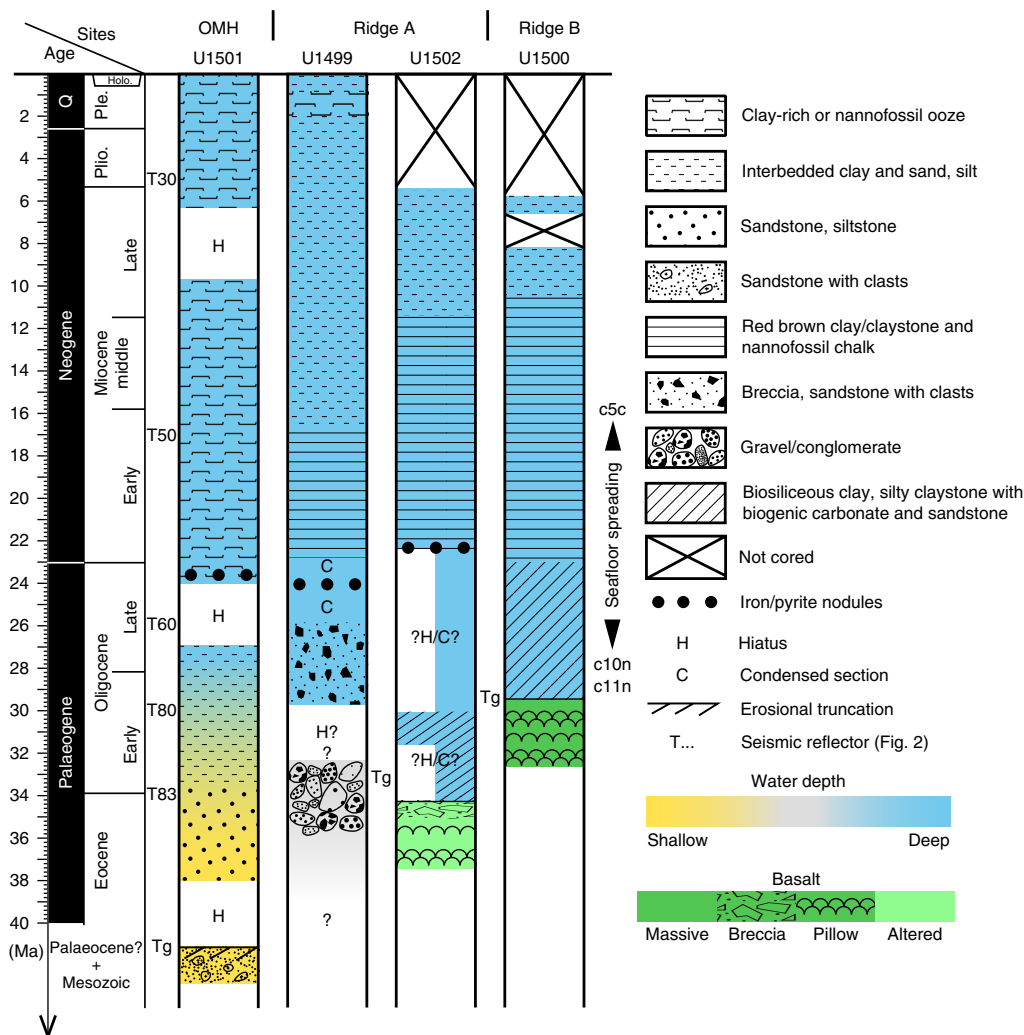 Sites
Age
OMH
Ridge A
Ridge B
U1501
U1499
U1502
U1500
Q
Neogene
Palaeogene
Holo.
Ple.
Plio.
Late
Miocene
middle
Early
Late
Oligocene
Early
Eocene
Palaeocene?
+
Mesozoic
2
4
6
8
10
12
14
16
18
20
22
24
26
28
30
32
34
36
38
40
(Ma)
T30
T50
T60
T80
T83
Tg
H
H
H
C
C
H?
?
?
Tg
?H/C?
?H/C?
Tg
c5c
Seafloor spreading
c10n
c11n
Clay-rich or nannofossil ooze
Interbedded clay and sand, silt
Sandstone, siltstone
Sandstone with clasts
Red brown clay/claystone and
nannofossil chalk
Breccia, sandstone with clasts
Gravel/conglomerate
Biosiliceous clay, silty claystone with
biogenic carbonate and sandstone
Not cored
Iron/pyrite nodules
H Hiatus
C Condensed section
Erosional truncation
T... Seismic reflector (Fig. 2)
Water depth
Shallow Deep
Basalt
Massive Breccia Pillow Altered